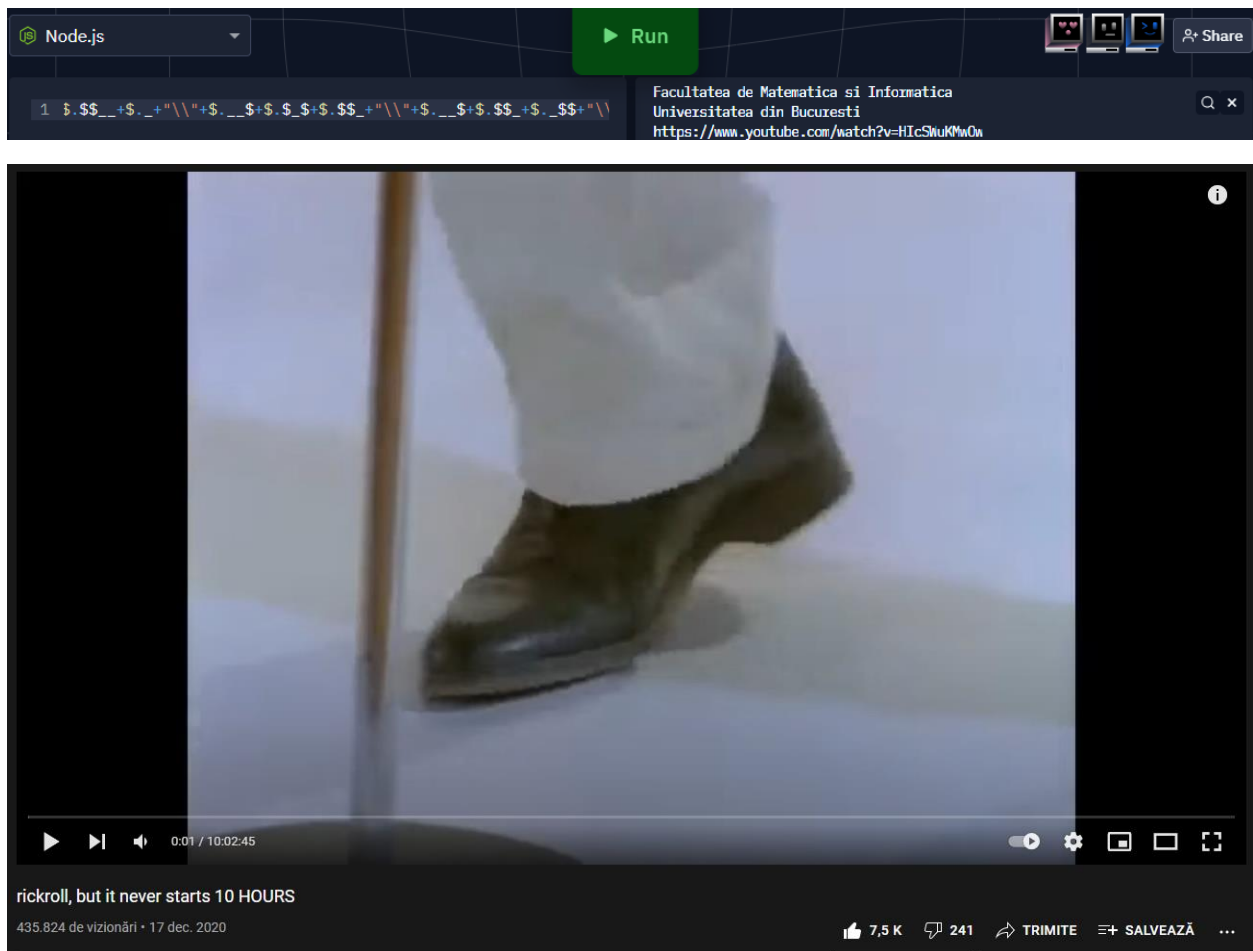 Node.js
Run
Share
1 $.$$__+$._+"\\"+$.__$+$.$_$+$.$$_+"\\"+$.__$+$.$$_+$._$$+"\\
Facultatea de Matematica si Informatica
Universitatea din Bucuresti
https://www.youtube.com/watch?v=HIcSWuKMwOw
0:01 / 10:02:45
rickroll, but it never starts 10 HOURS
435.824 de vizionări • 17 dec. 2020
7,5 K 241 TRIMITE SALVEAZĂ